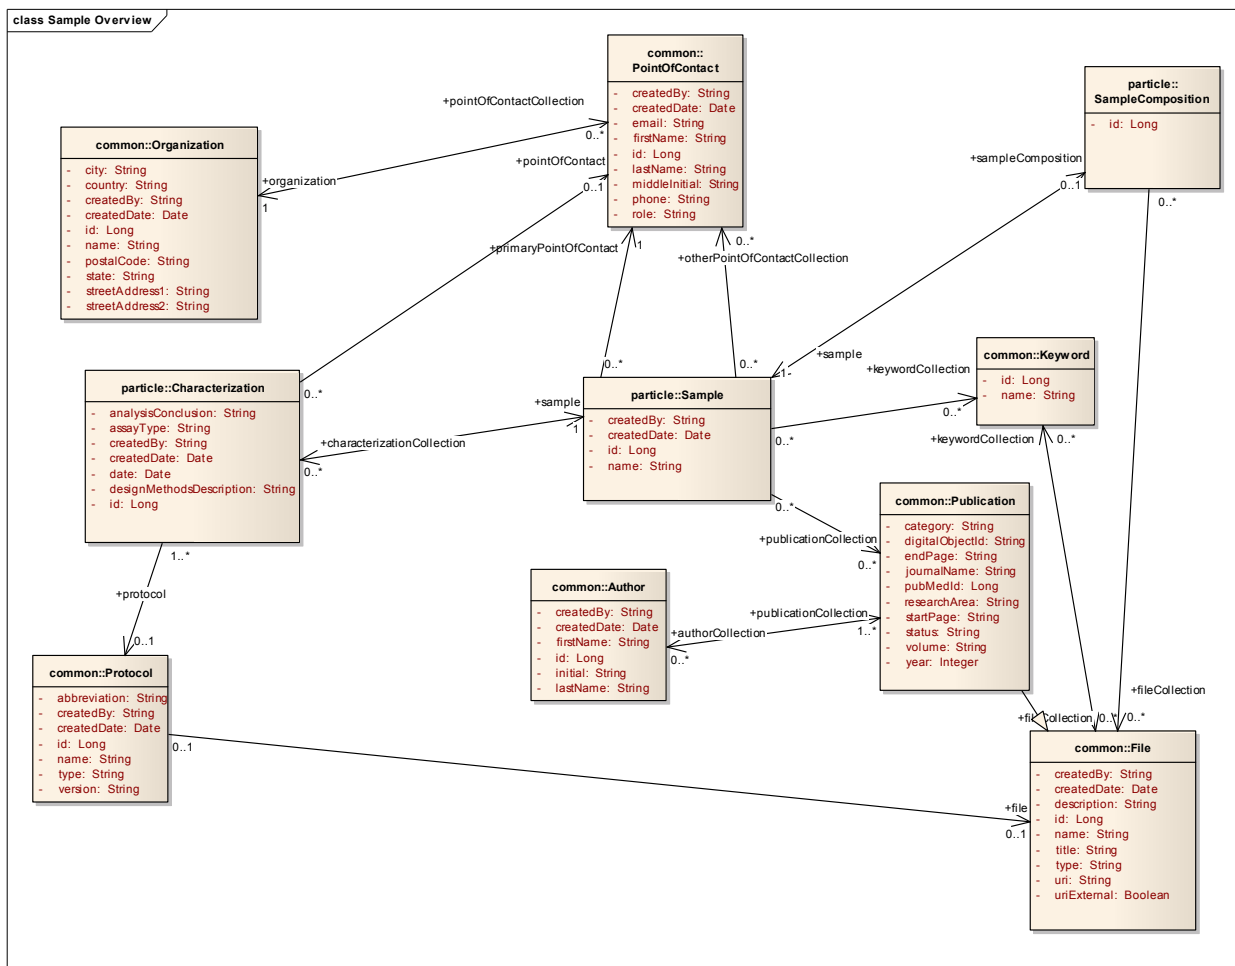 class Sample Overview
common::
PointOfContact
- createdBy: String
- createdDate: Date
- email: String
- firstName: String
- id: Long
- lastName: String
- middleInitial: String
- phone: String
- role: String
particle::
SampleComposition
- id: Long
common::Organization
- city: String
- country: String
- createdBy: String
- createdDate: Date
- id: Long
- name: String
- postalCode: String
- state: String
- streetAddress1: String
- streetAddress2: String
+pointOfContactCollection
0..*
+organization
1
+pointOfContact
0..1
+primaryPointOfContact
1
0..*
+otherPointOfContactCollection
+sampleComposition
0..1
0..*
0..*
0..*
0..*
+sample
1
particle::Characterization
- analysisConclusion: String
- assayType: String
- createdBy: String
- createdDate: Date
- date: Date
- designMethodsDescription: String
- id: Long
+sample
1
+characterizationCollection
0..*
particle::Sample
- createdBy: String
- createdDate: Date
- id: Long
- name: String
common::Keyword
- id: Long
- name: String
+keywordCollection
0..*
0..*
+keywordCollection
0..*
0..*
+publicationCollection
0..*
common::Publication
- category: String
- digitalObjectId: String
- endPage: String
- journalName: String
- pubMedId: Long
- researchArea: String
- startPage: String
- status: String
- volume: String
- year: Integer
1..*
+protocol
0..1
common::Author
- createdBy: String
- createdDate: Date
- firstName: String
- id: Long
- initial: String
- lastName: String
+publicationCollection
1..*
+authorCollection
0..*
common::Protocol
- abbreviation: String
- createdBy: String
- createdDate: Date
- id: Long
- name: String
- type: String
- version: String
0..1
+fileCollection
0..*
+fileCollection
0..*
+file
0..1
common::File
- createdBy: String
- createdDate: Date
- description: String
- id: Long
- name: String
- title: String
- type: String
- uri: String
- uriExternal: Boolean